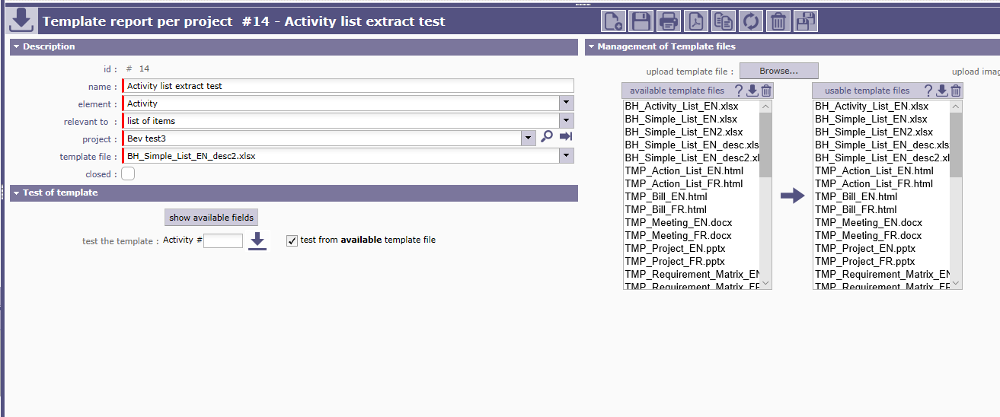 Template report per project #14 - Activity list extract test
Description
id : # 14
name : Activity list extract test
element : Activity
relevant to : list of items
project : Bev test3
template file : BH_Simple_List_EN_desc2.xlsx
closed :
Test of template
show available fields
test the template : Activity #
test from available template file
Management of Template files
upload template file : Browse...
upload imag
available template files ?
BH_Activity_List_EN.xlsx
BH_Simple_List_EN.xlsx
BH_Simple_List_EN2.xlsx
BH_Simple_List_EN_desc.xls
BH_Simple_List_EN_desc2.xl
TMP_Action_List_EN.html
TMP_Action_List_FR.html
TMP_Bill_EN.html
TMP_Bill_FR.html
TMP_Meeting_EN.docx
TMP_Meeting_FR.docx
TMP_Project_EN.pptx
TMP_Project_FR.pptx
TMP_Requirement_Matrix_EN
TMP_Requirement_Matrix_FR
usable template files ?
BH_Activity_List_EN.xlsx
BH_Simple_List_EN.xlsx
BH_Simple_List_EN2.xlsx
BH_Simple_List_EN_desc.xls
BH_Simple_List_EN_desc2.xl
TMP_Action_List_EN.html
TMP_Action_List_FR.html
TMP_Bill_EN.html
TMP_Bill_FR.html
TMP_Meeting_EN.docx
TMP_Meeting_FR.docx
TMP_Project_EN.pptx
TMP_Project_FR.pptx
TMP_Requirement_Matrix_EN
TMP_Requirement_Matrix_FR